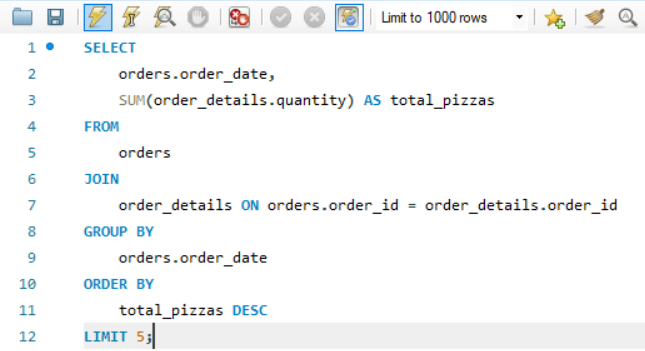 Limit to 1000 rows
1 SELECT
2 orders.order_date,
3 SUM(order_details.quantity) AS total_pizzas
4 FROM
5 orders
6 JOIN
7 order_details ON orders.order_id = order_details.order_id
8 GROUP BY
9 orders.order_date
10 ORDER BY
11 total_pizzas DESC
12 LIMIT 5;